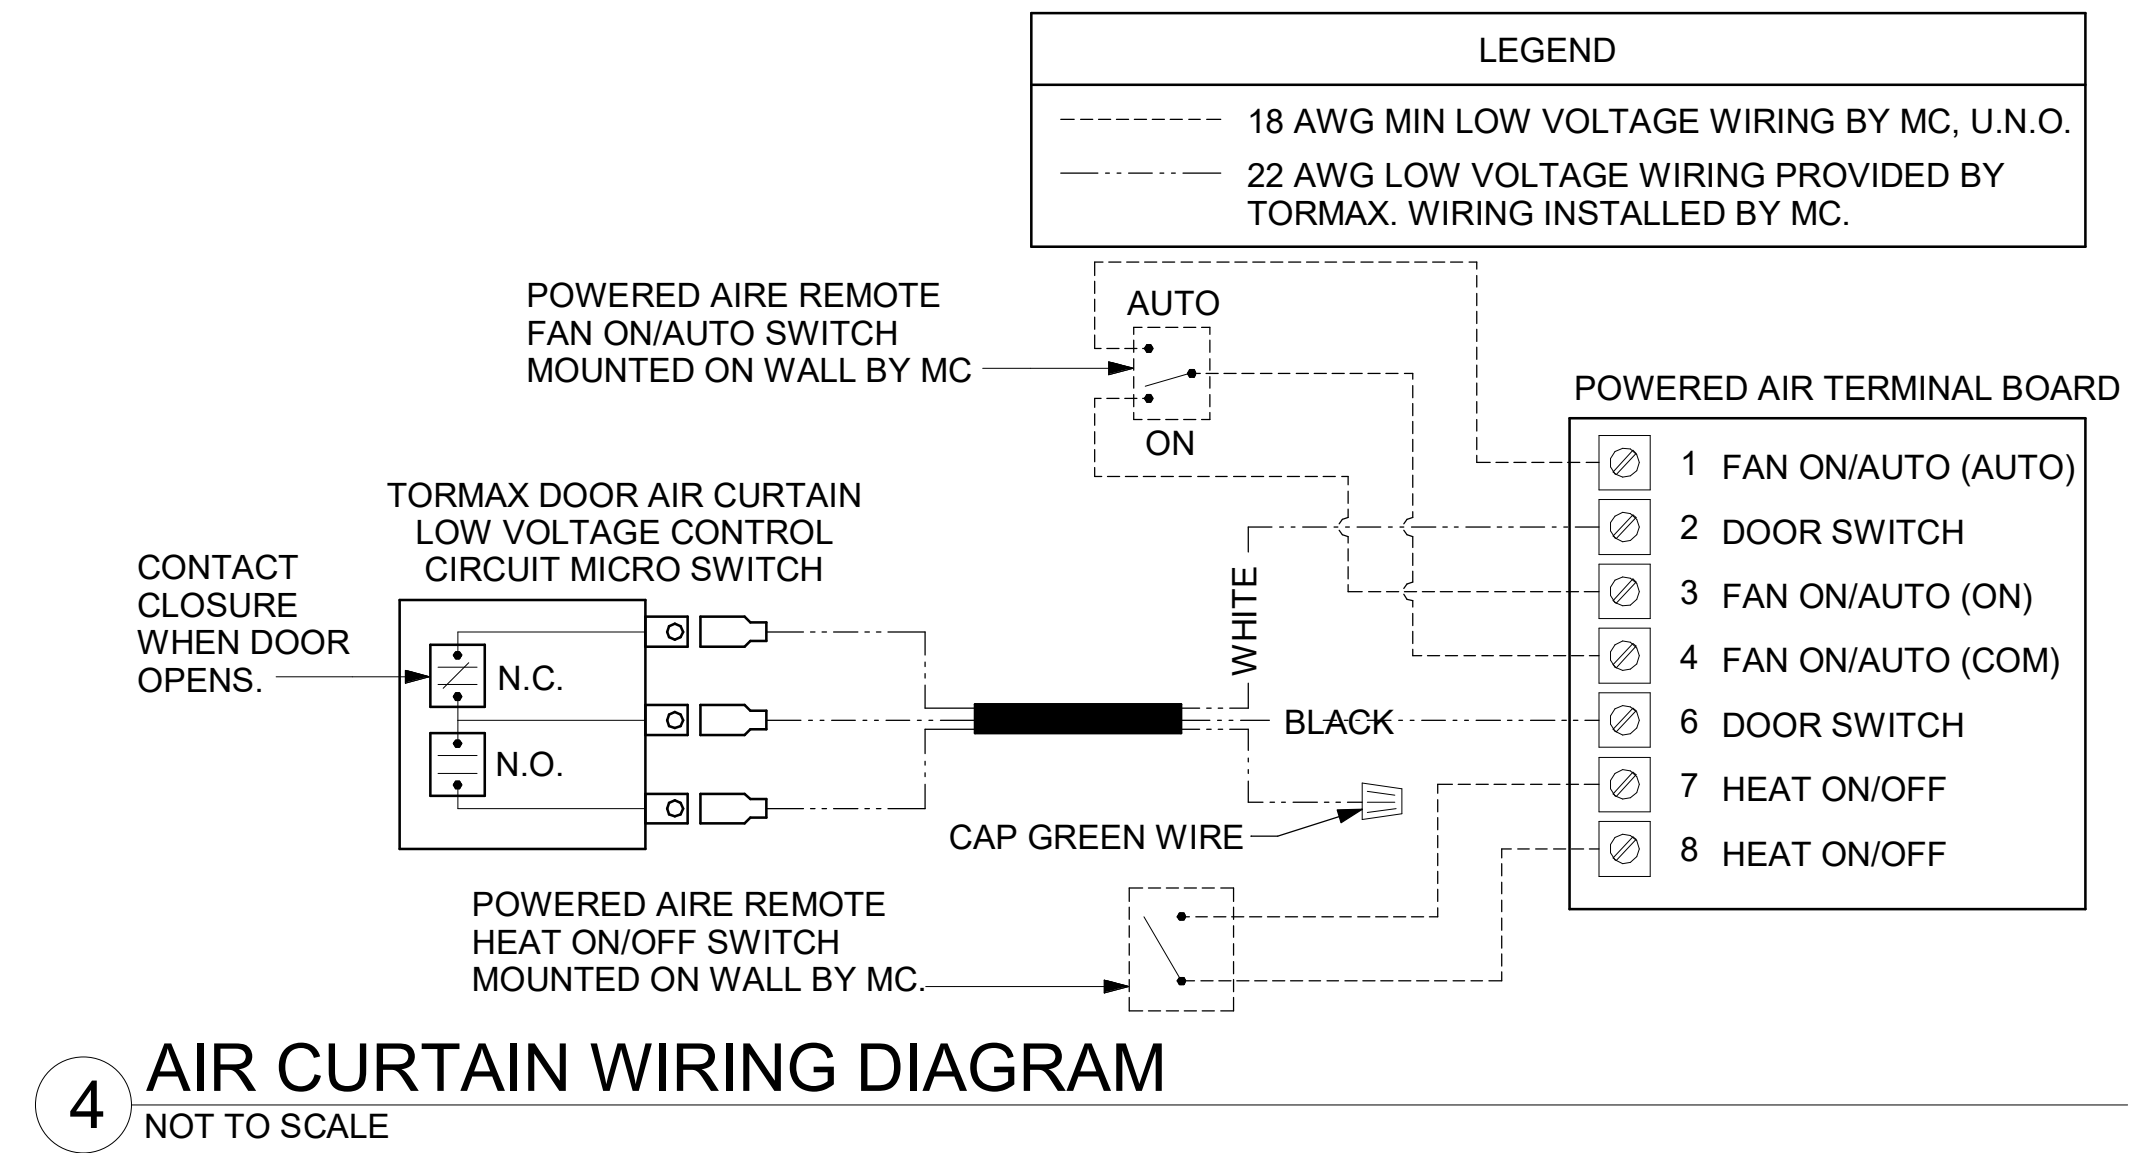 LEGEND
18 AWG MIN LOW VOLTAGE WIRING BY MC, U.N.O.
22 AWG LOW VOLTAGE WIRING PROVIDED BY
TORMAX. WIRING INSTALLED BY MC.
POWERED AIRE REMOTE
FAN ON/AUTO SWITCH
MOUNTED ON WALL BY MC
AUTO
ON
POWERED AIR TERMINAL BOARD
1 FAN ON/AUTO (AUTO)
2 DOOR SWITCH
3 FAN ON/AUTO (ON)
4 FAN ON/AUTO (COM)
6 DOOR SWITCH
7 HEAT ON/OFF
8 HEAT ON/OFF
TORMAX DOOR AIR CURTAIN
LOW VOLTAGE CONTROL
CIRCUIT MICRO SWITCH
CONTACT
CLOSURE
WHEN DOOR
OPENS.
N.C.
N.O.
WHITE
BLACK
CAP GREEN WIRE
POWERED AIRE REMOTE
HEAT ON/OFF SWITCH
MOUNTED ON WALL BY MC.
4 AIR CURTAIN WIRING DIAGRAM
NOT TO SCALE